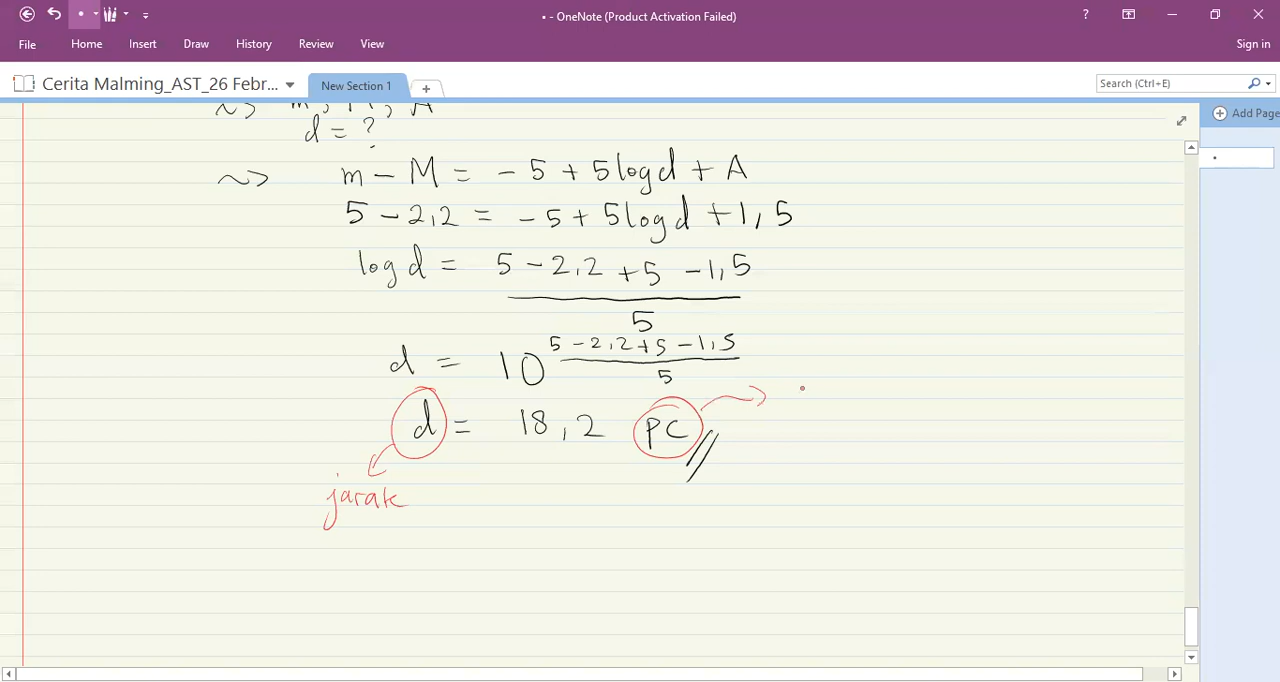 • - OneNote (Product Activation Failed)
?
File Home Insert Draw History Review View
Sign in
Cerita Malming_AST_26 Febr... New Section 1
Search (Ctrl+E)
Add Page
~> m, M, A
d = ?
~> m - M = - 5 + 5 log d + A
5 - 2,2 = - 5 + 5 log d + 1,5
log d = 5 - 2,2 + 5 - 1,5
5
d = 10 5 - 2,2 + 5 - 1,5
5
d = 18,2 pc
jarak